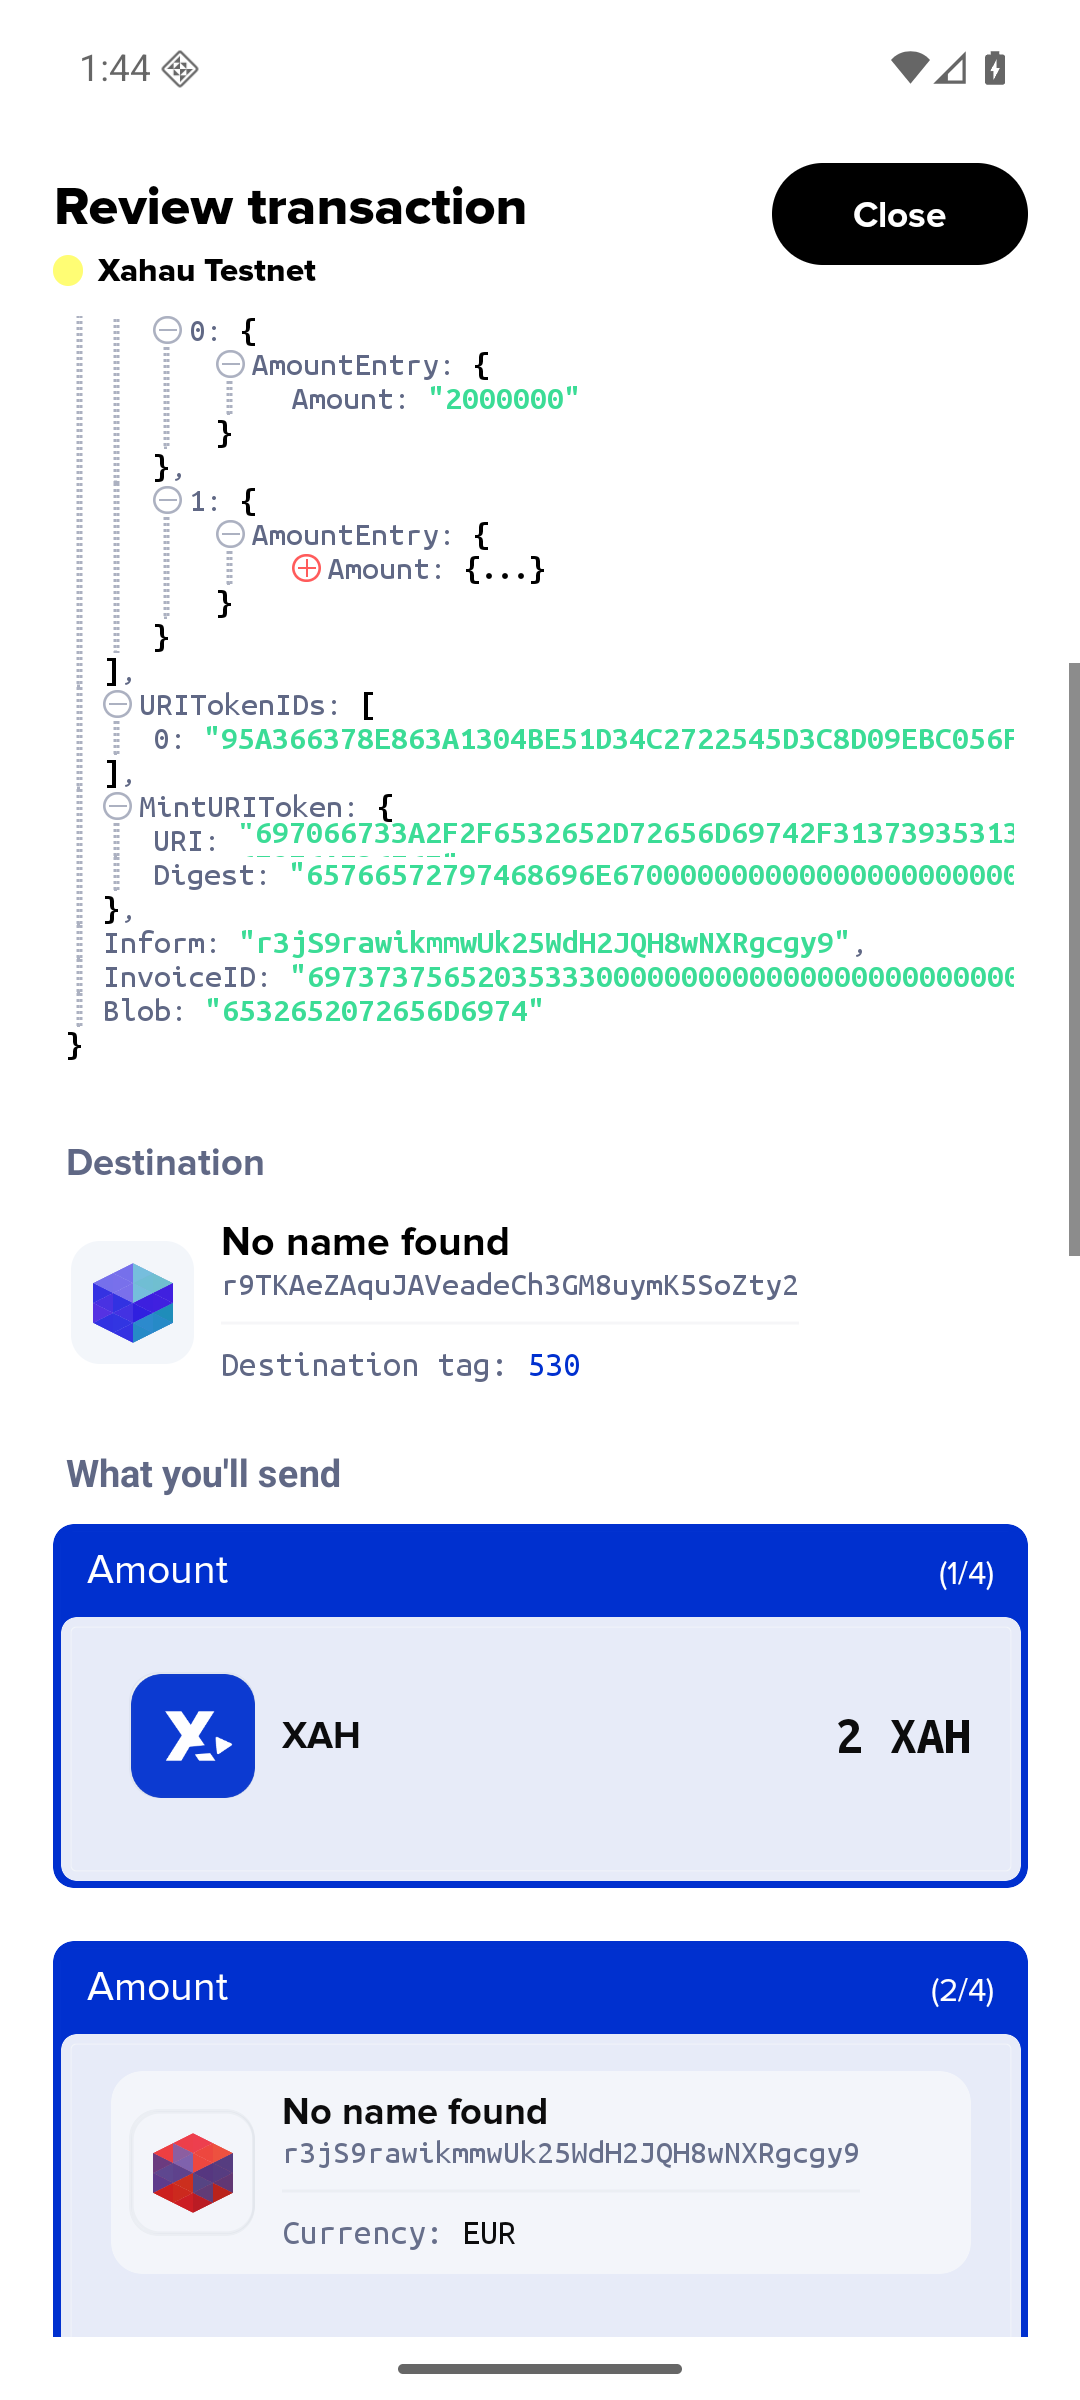 1:44
Review transaction
Close
Xahau Testnet
0: {
AmountEntry: {
Amount: "2000000"
}
},
1: {
AmountEntry: {
Amount: {...}
}
}
],
URITokenIDs: [
0: "95A366378E863A1304BE51D34C2722545D3C8D09EBC056F
],
MintURIToken: {
URI: "697066733A2F2F6532652D72656D69742F31373935313
Digest: "65766572797468696E670000000000000000000000
},
Inform: "r3jS9rawikmmwUk25WdH2JQH8wNXRgcgy9",
InvoiceID: "697373756520353330000000000000000000000000
Blob: "6532652072656D6974"
}
Destination
No name found
r9TKAeZAquJAVeadeCh3GM8uymK5SoZty2
Destination tag: 530
What you'll send
Amount
(1/4)
XAH
2 XAH
Amount
(2/4)
No name found
r3jS9rawikmmwUk25WdH2JQH8wNXRgcgy9
Currency: EUR